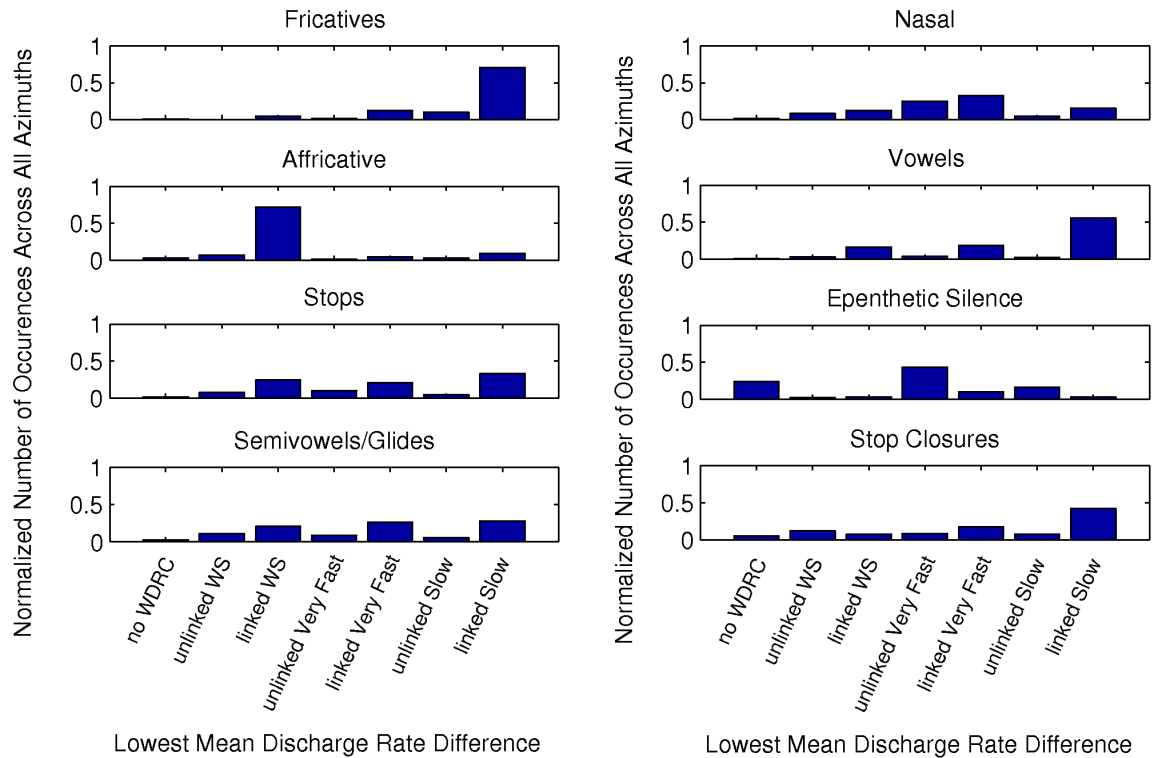 Normalized Number of Occurences Across All Azimuths
Fricatives
1
0.5
0
Affricative
1
0.5
0
Stops
1
0.5
0
Semivowels/Glides
1
0.5
0
no WDRC
unlinked WS
linked WS
unlinked Very Fast
linked Very Fast
unlinked Slow
linked Slow
Lowest Mean Discharge Rate Difference
Normalized Number of Occurences Across All Azimuths
Nasal
1
0.5
0
Vowels
1
0.5
0
Epenthetic Silence
1
0.5
0
Stop Closures
1
0.5
0
no WDRC
unlinked WS
linked WS
unlinked Very Fast
linked Very Fast
unlinked Slow
linked Slow
Lowest Mean Discharge Rate Difference